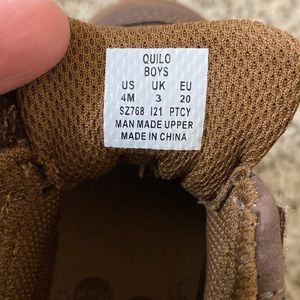 QUILO
BOYS
US UK EU
4M 3 20
SZ768 I21 PTCY
MAN MADE UPPER
MADE IN CHINA